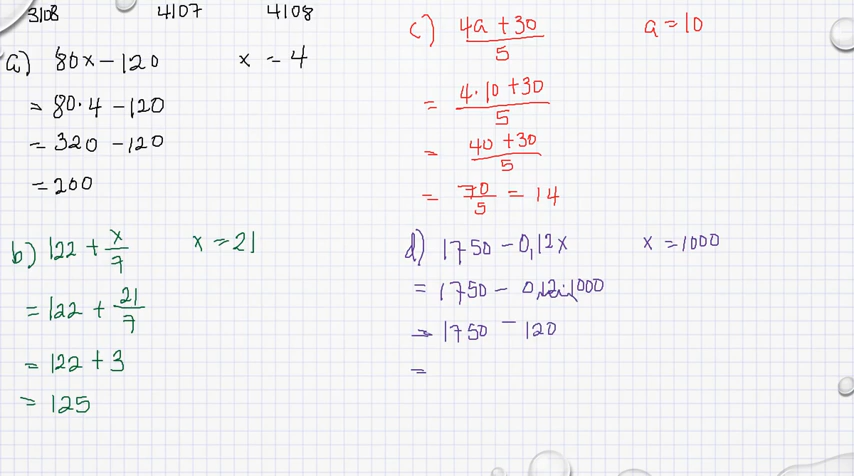 3108 4107 4108
a) 80x - 120 x = 4
= 80 · 4 - 120
= 320 - 120
= 200
b) 122 + x/7 x = 21
= 122 + 21/7
= 122 + 3
= 125
c) (4a + 30)/5 a = 10
= (4 · 10 + 30)/5
= (40 + 30)/5
= 70/5 = 14
d) 1750 - 0,12x x = 1000
= 1750 - 0,12 · 1000
= 1750 - 120
=